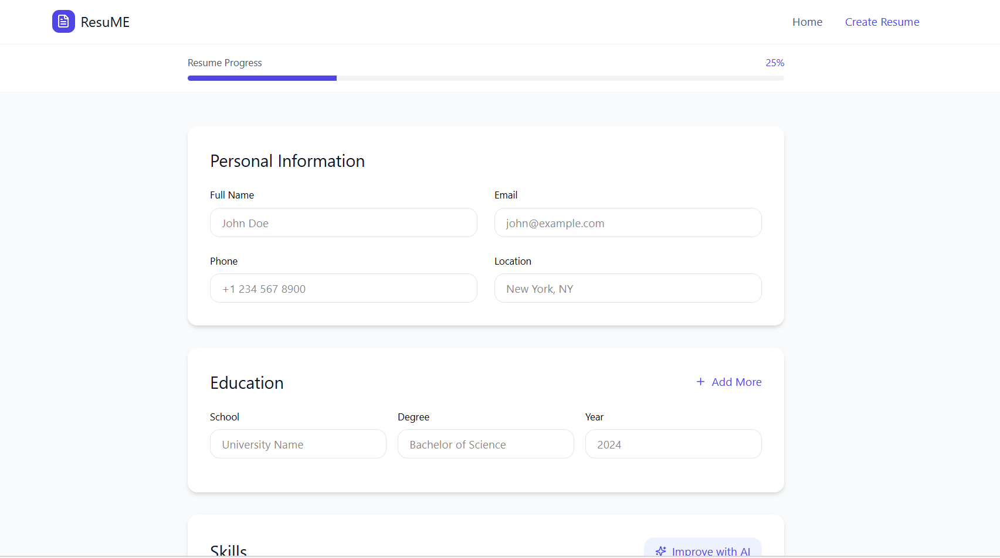 ResuME Home Create Resume
Resume Progress 25%
Personal Information
Full Name Email
John Doe john@example.com
Phone Location
+1 234 567 8900 New York, NY
Education + Add More
School Degree Year
University Name Bachelor of Science 2024
Skills Improve with AI